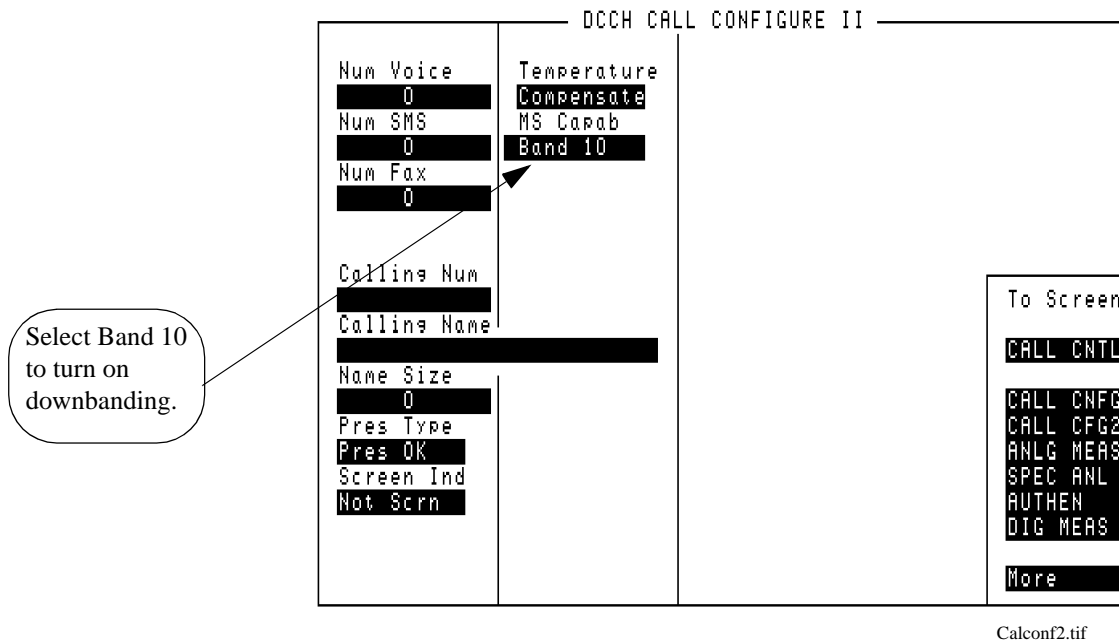 DCCH CALL CONFIGURE II
Num Voice
0
Num SMS
0
Num Fax
0
Calling Num
Calling Name
Name Size
0
Pres Type
Pres OK
Screen Ind
Not Scrn
Temperature
Compensate
MS Capab
Band 10
Select Band 10
to turn on
downbanding.
To Screen
CALL CNTL
CALL CNFG
CALL CFG2
ANLG MEAS
SPEC ANL
AUTHEN
DIG MEAS
More
Calconf2.tif